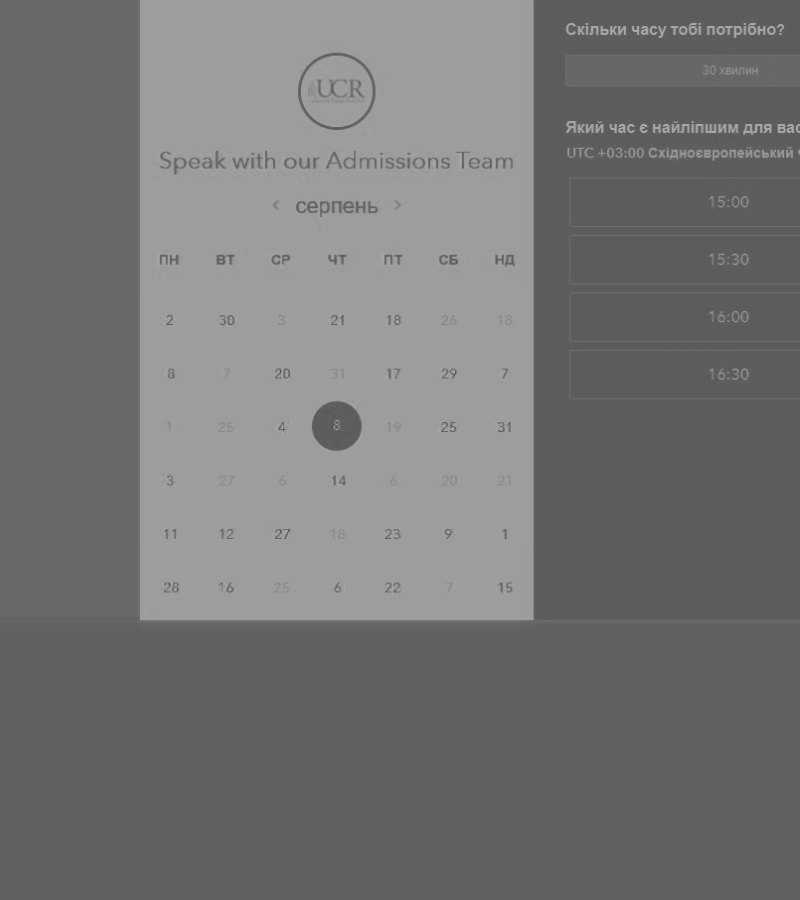 UCR
Speak with our Admissions Team
серпень
ПН ВТ СР ЧТ ПТ СБ НД
2 30 3 21 18 26 18
8 7 20 31 17 29 7
1 25 4 8 19 25 31
3 27 6 14 6 20 21
11 12 27 18 23 9 1
28 16 25 6 22 7 15
Скільки часу тобі потрібно?
30 хвилин
Який час є найліпшим для вас
UTC +03:00 Східноєвропейський ч
15:00
15:30
16:00
16:30